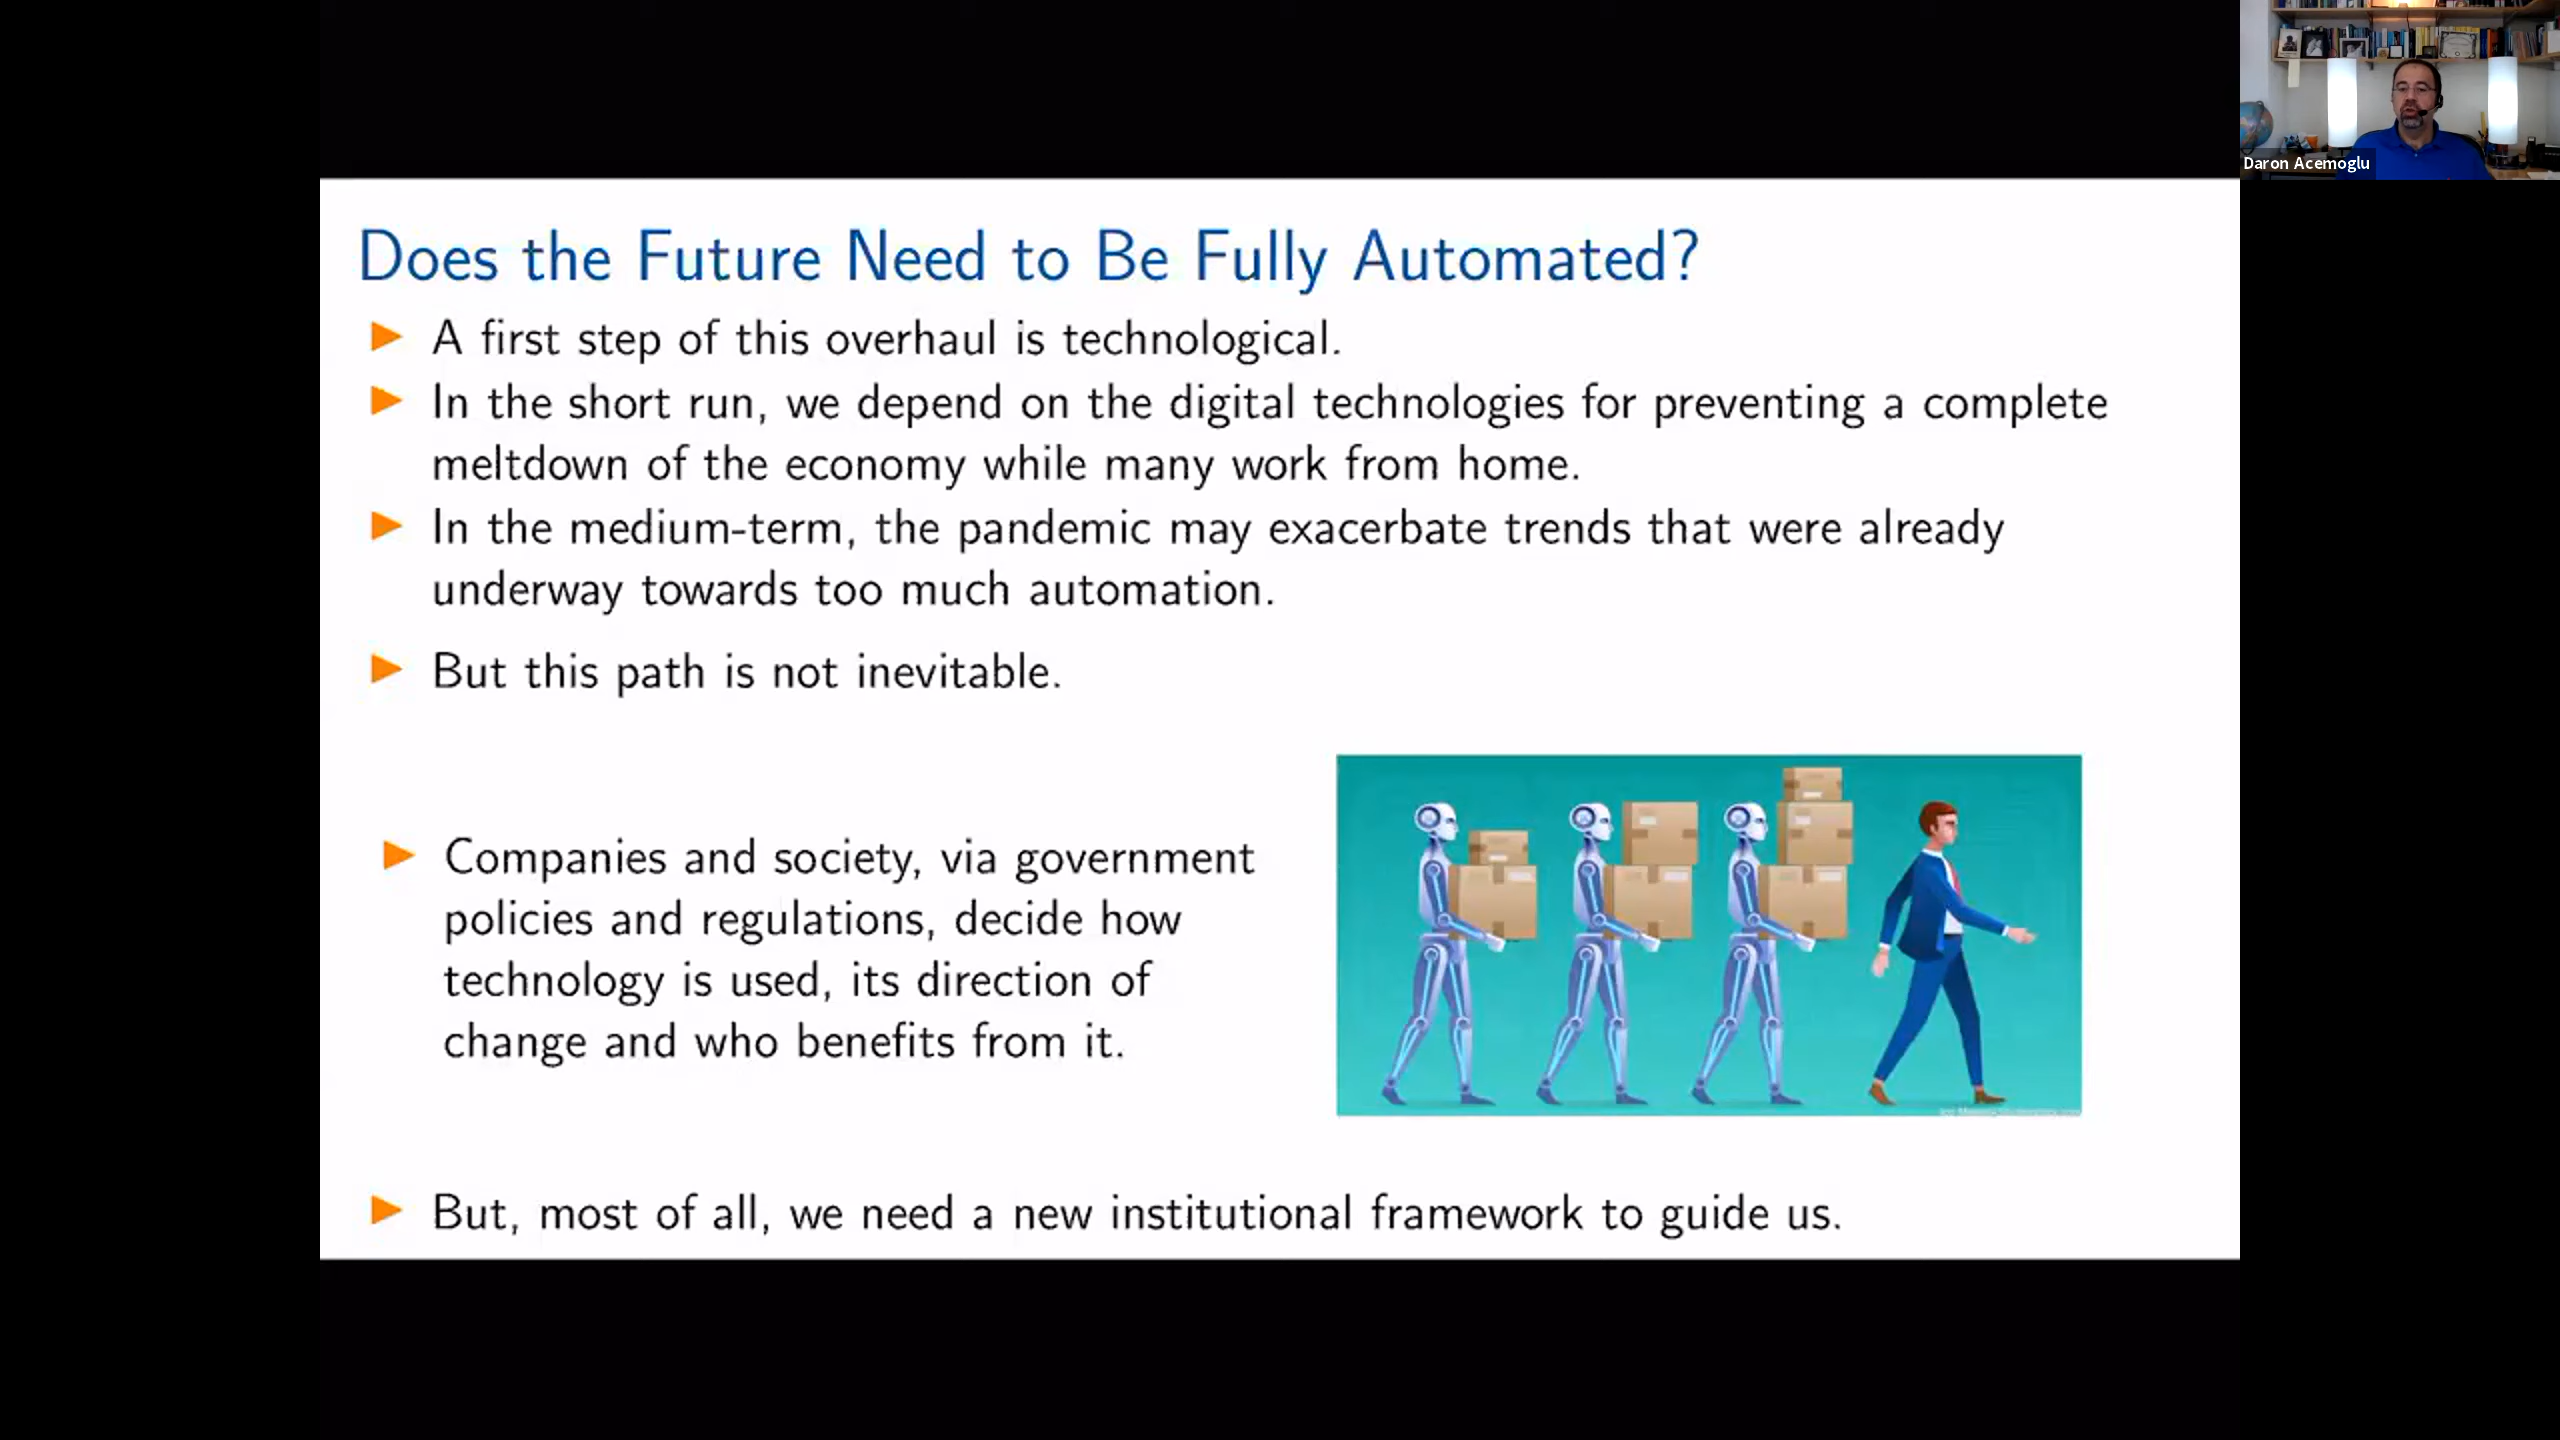 Daron Acemoglu
Does the Future Need to Be Fully Automated?
A first step of this overhaul is technological.
In the short run, we depend on the digital technologies for preventing a complete
meltdown of the economy while many work from home.
In the medium-term, the pandemic may exacerbate trends that were already
underway towards too much automation.
But this path is not inevitable.
Companies and society, via government
policies and regulations, decide how
technology is used, its direction of
change and who benefits from it.
But, most of all, we need a new institutional framework to guide us.